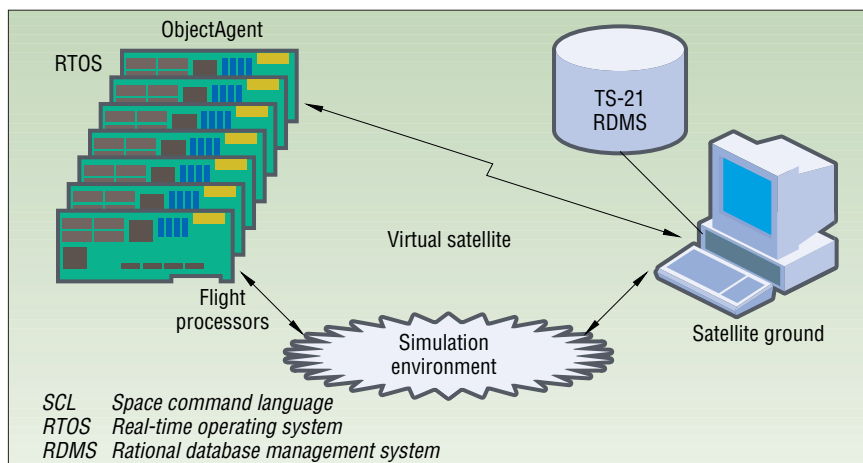 ObjectAgent
RTOS
TS-21
RDMS
Virtual satellite
Flight
processors
Satellite ground
Simulation
environment
SCL Space command language
RTOS Real-time operating system
RDMS Rational database management system